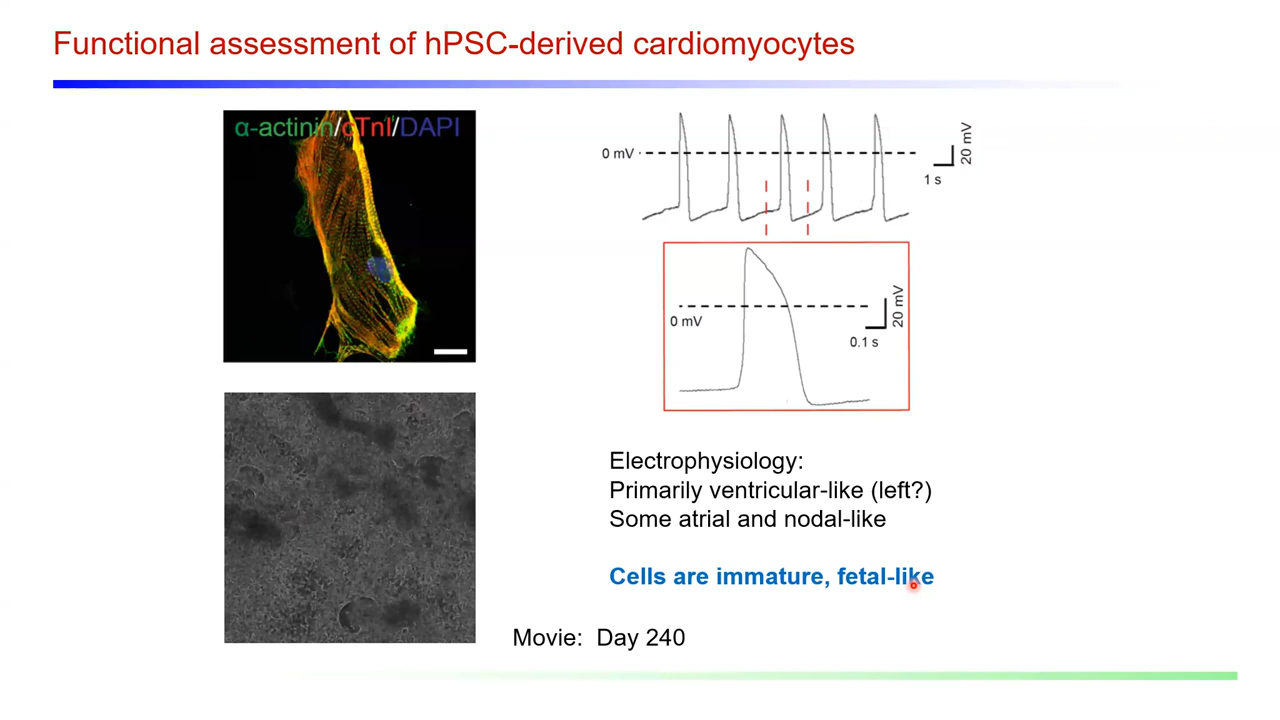 Functional assessment of hPSC-derived cardiomyocytes
α-actinin/cTnI/DAPI
0 mV
20 mV
1 s
0 mV
20 mV
0.1 s
Electrophysiology:
Primarily ventricular-like (left?)
Some atrial and nodal-like
Cells are immature, fetal-like
Movie: Day 240